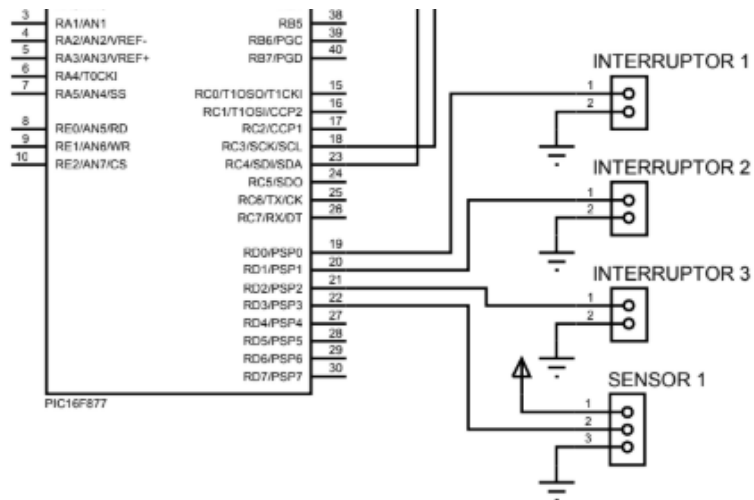 3 RA1/AN1
4 RA2/AN2/VREF-
5 RA3/AN3/VREF+
6 RA4/T0CKI
7 RA5/AN4/SS
8 RE0/AN5/RD
9 RE1/AN6/WR
10 RE2/AN7/CS
RB5 38
RB6/PGC 39
RB7/PGD 40
RC0/T1OSO/T1CKI 15
RC1/T1OSI/CCP2 16
RC2/CCP1 17
RC3/SCK/SCL 18
RC4/SDI/SDA 23
RC5/SDO 24
RC6/TX/CK 25
RC7/RX/DT 26
RD0/PSP0 19
RD1/PSP1 20
RD2/PSP2 21
RD3/PSP3 22
RD4/PSP4 27
RD5/PSP5 28
RD6/PSP6 29
RD7/PSP7 30
PIC16F877
INTERRUPTOR 1
1
2
INTERRUPTOR 2
1
2
INTERRUPTOR 3
1
2
SENSOR 1
1
2
3